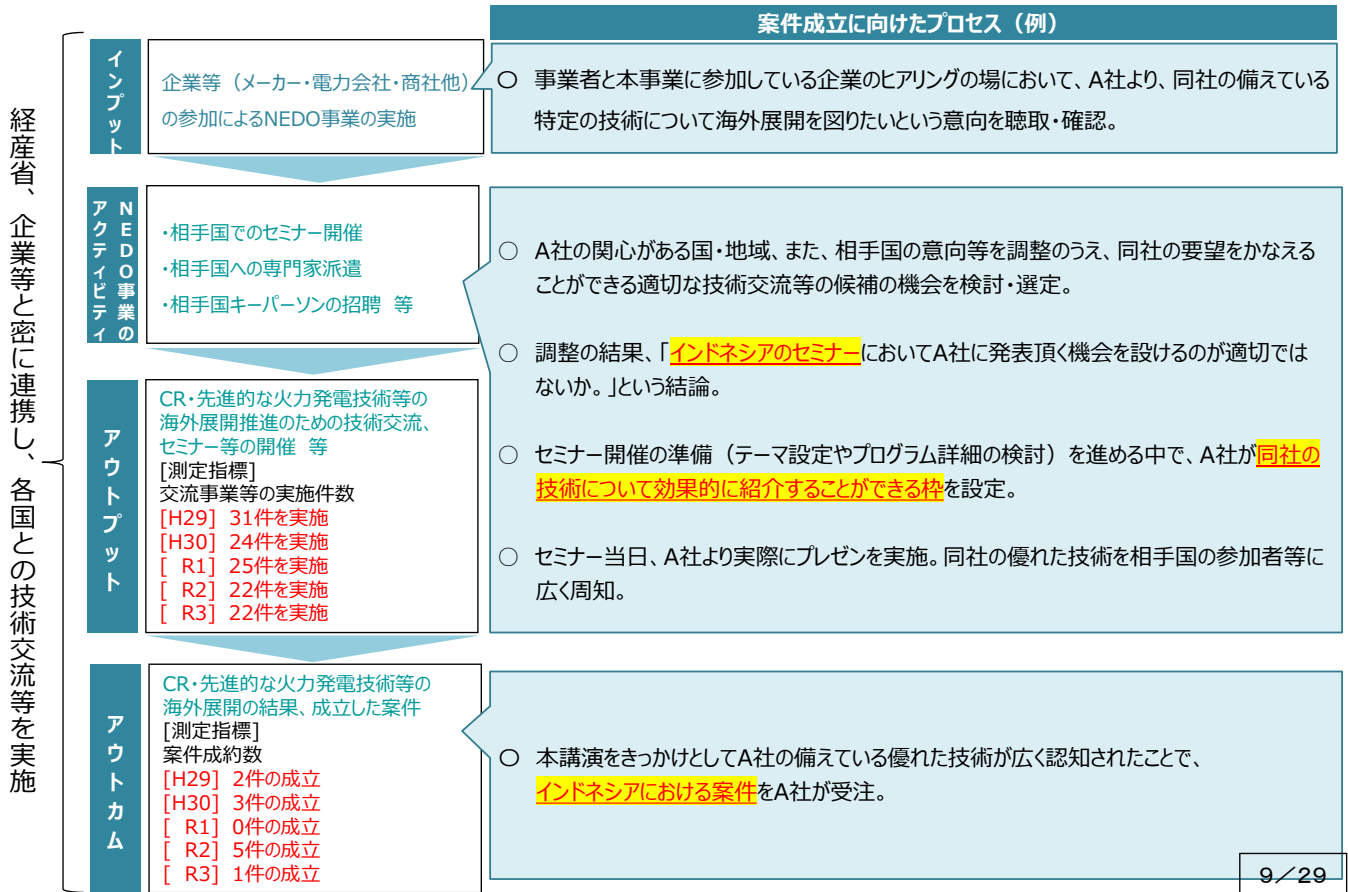 案件成立に向けたプロセス（例）
経産省、企業等と密に連携し、各国との技術交流等を実施
インプット
企業等（メーカー・電力会社・商社他）
の参加によるNEDO事業の実施
〇 事業者と本事業に参加している企業のヒアリングの場において、A社より、同社の備えている
特定の技術について海外展開を図りたいという意向を聴取・確認。
NEDO事業の
アクティビティ
・相手国でのセミナー開催
・相手国への専門家派遣
・相手国キーパーソンの招聘 等
○ A社の関心がある国・地域、また、相手国の意向等を調整のうえ、同社の要望をかなえる
ことができる適切な技術交流等の候補の機会を検討・選定。
○ 調整の結果、「インドネシアのセミナーにおいてA社に発表頂く機会を設けるのが適切では
ないか。」という結論。
○ セミナー開催の準備（テーマ設定やプログラム詳細の検討）を進める中で、A社が同社の
技術について効果的に紹介することができる枠を設定。
○ セミナー当日、A社より実際にプレゼンを実施。同社の優れた技術を相手国の参加者等に
広く周知。
アウトプット
CR・先進的な火力発電技術等の
海外展開推進のための技術交流、
セミナー等の開催 等
[測定指標]
交流事業等の実施件数
[H29] 31件を実施
[H30] 24件を実施
[ R1] 25件を実施
[ R2] 22件を実施
[ R3] 22件を実施
アウトカム
CR・先進的な火力発電技術等の
海外展開の結果、成立した案件
[測定指標]
案件成約数
[H29] 2件の成立
[H30] 3件の成立
[ R1] 0件の成立
[ R2] 5件の成立
[ R3] 1件の成立
〇 本講演をきっかけとしてA社の備えている優れた技術が広く認知されたことで、
インドネシアにおける案件をA社が受注。
9／29